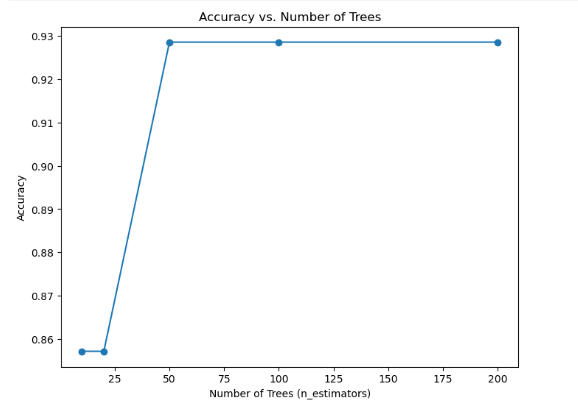 Accuracy vs. Number of Trees
0.93
0.92
0.91
0.90
0.89
0.88
0.87
0.86
Accuracy
25 50 75 100 125 150 175 200
Number of Trees (n_estimators)